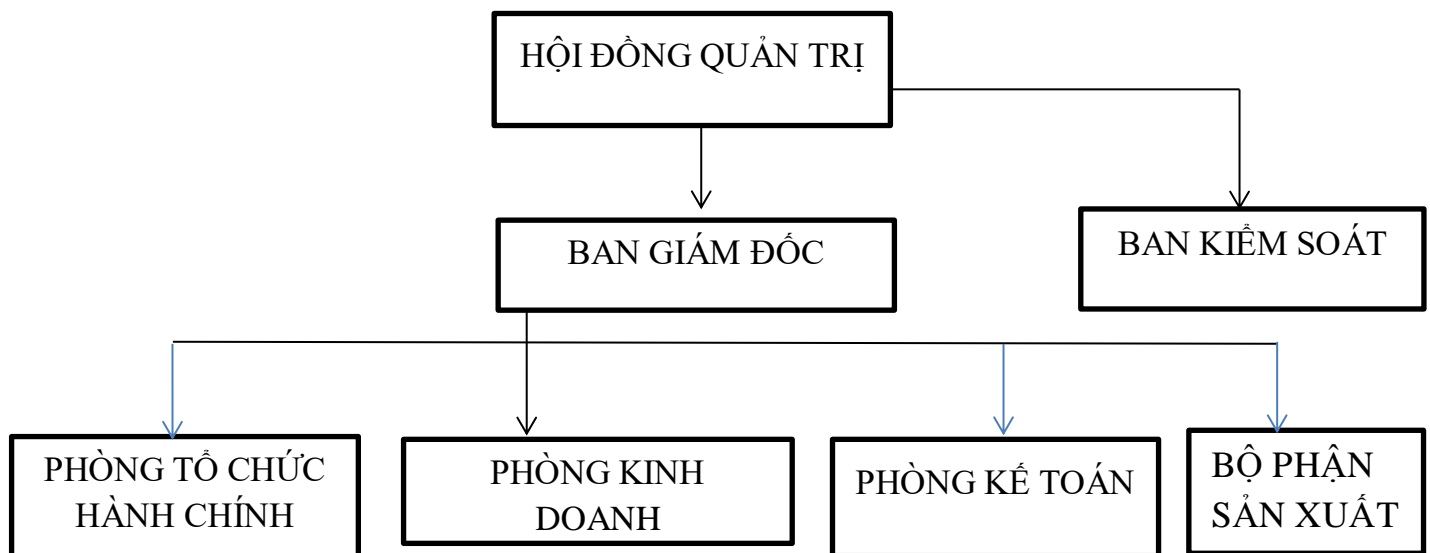 HỘI ĐỒNG QUẢN TRỊ
BAN GIÁM ĐỐC
BAN KIỂM SOÁT
PHÒNG TỔ CHỨC
HÀNH CHÍNH
PHÒNG KINH
DOANH
PHÒNG KẾ TOÁN
BỘ PHẬN
SẢN XUẤT